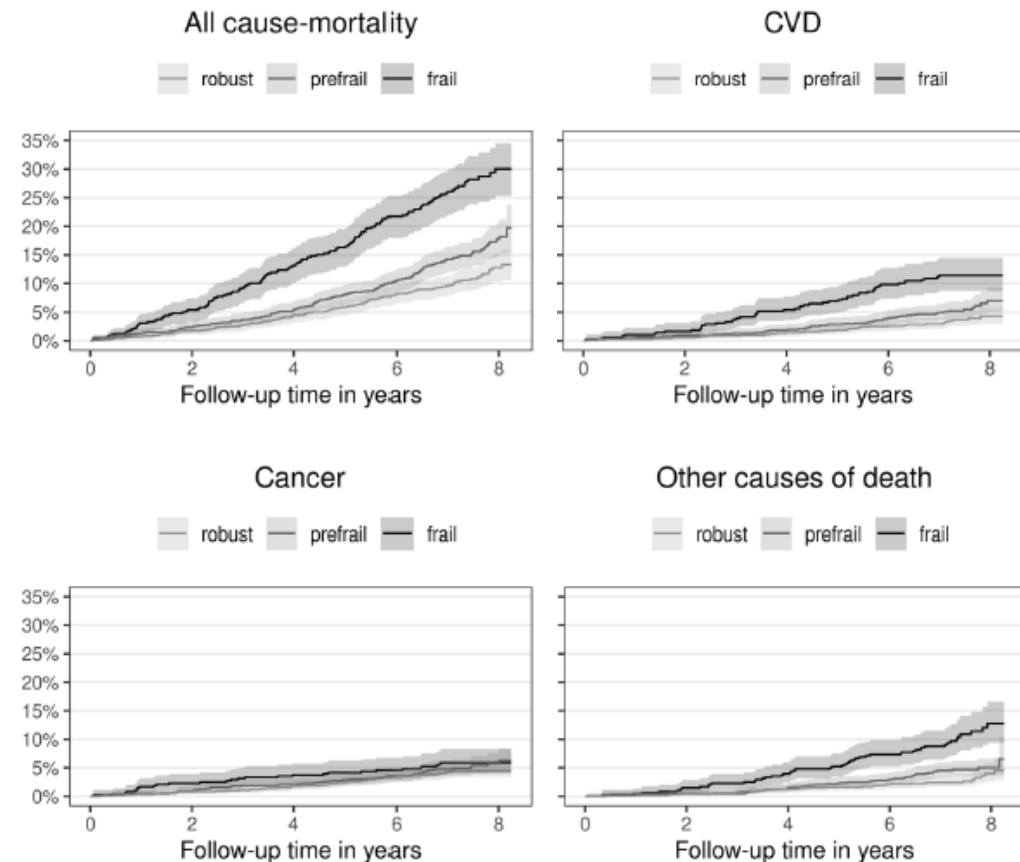 All cause-mortality
robust prefrail frail
35%
30%
25%
20%
15%
10%
5%
0%
0 2 4 6 8
Follow-up time in years
CVD
robust prefrail frail
0 2 4 6 8
Follow-up time in years
Cancer
robust prefrail frail
35%
30%
25%
20%
15%
10%
5%
0%
0 2 4 6 8
Follow-up time in years
Other causes of death
robust prefrail frail
0 2 4 6 8
Follow-up time in years